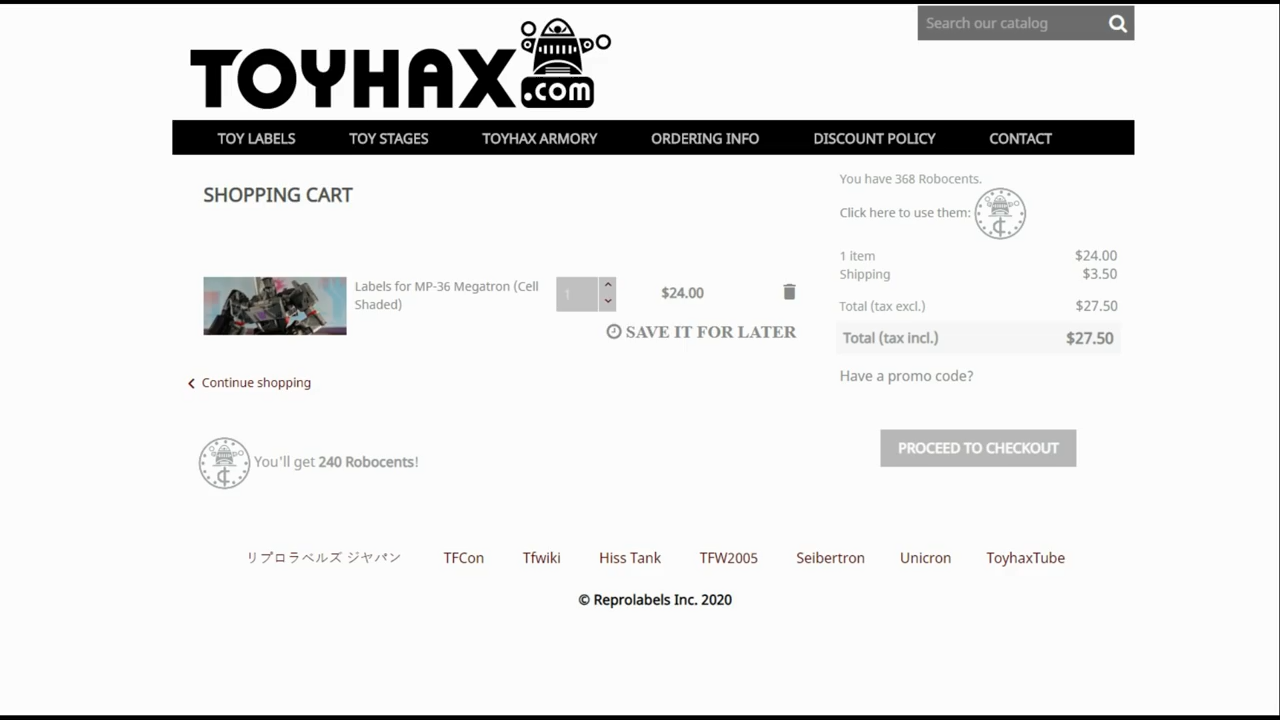 Search our catalog
TOYHAX
.com
TOY LABELS TOY STAGES TOYHAX ARMORY ORDERING INFO DISCOUNT POLICY CONTACT
SHOPPING CART
Labels for MP-36 Megatron (Cell
Shaded)
1
$24.00
SAVE IT FOR LATER
Continue shopping
You'll get 240 Robocents!
You have 368 Robocents.
Click here to use them:
1 item $24.00
Shipping $3.50
Total (tax excl.) $27.50
Total (tax incl.) $27.50
Have a promo code?
PROCEED TO CHECKOUT
リプロラベルズ ジャパン TFCon Tfwiki Hiss Tank TFW2005 Seibertron Unicron ToyhaxTube
© Reprolabels Inc. 2020